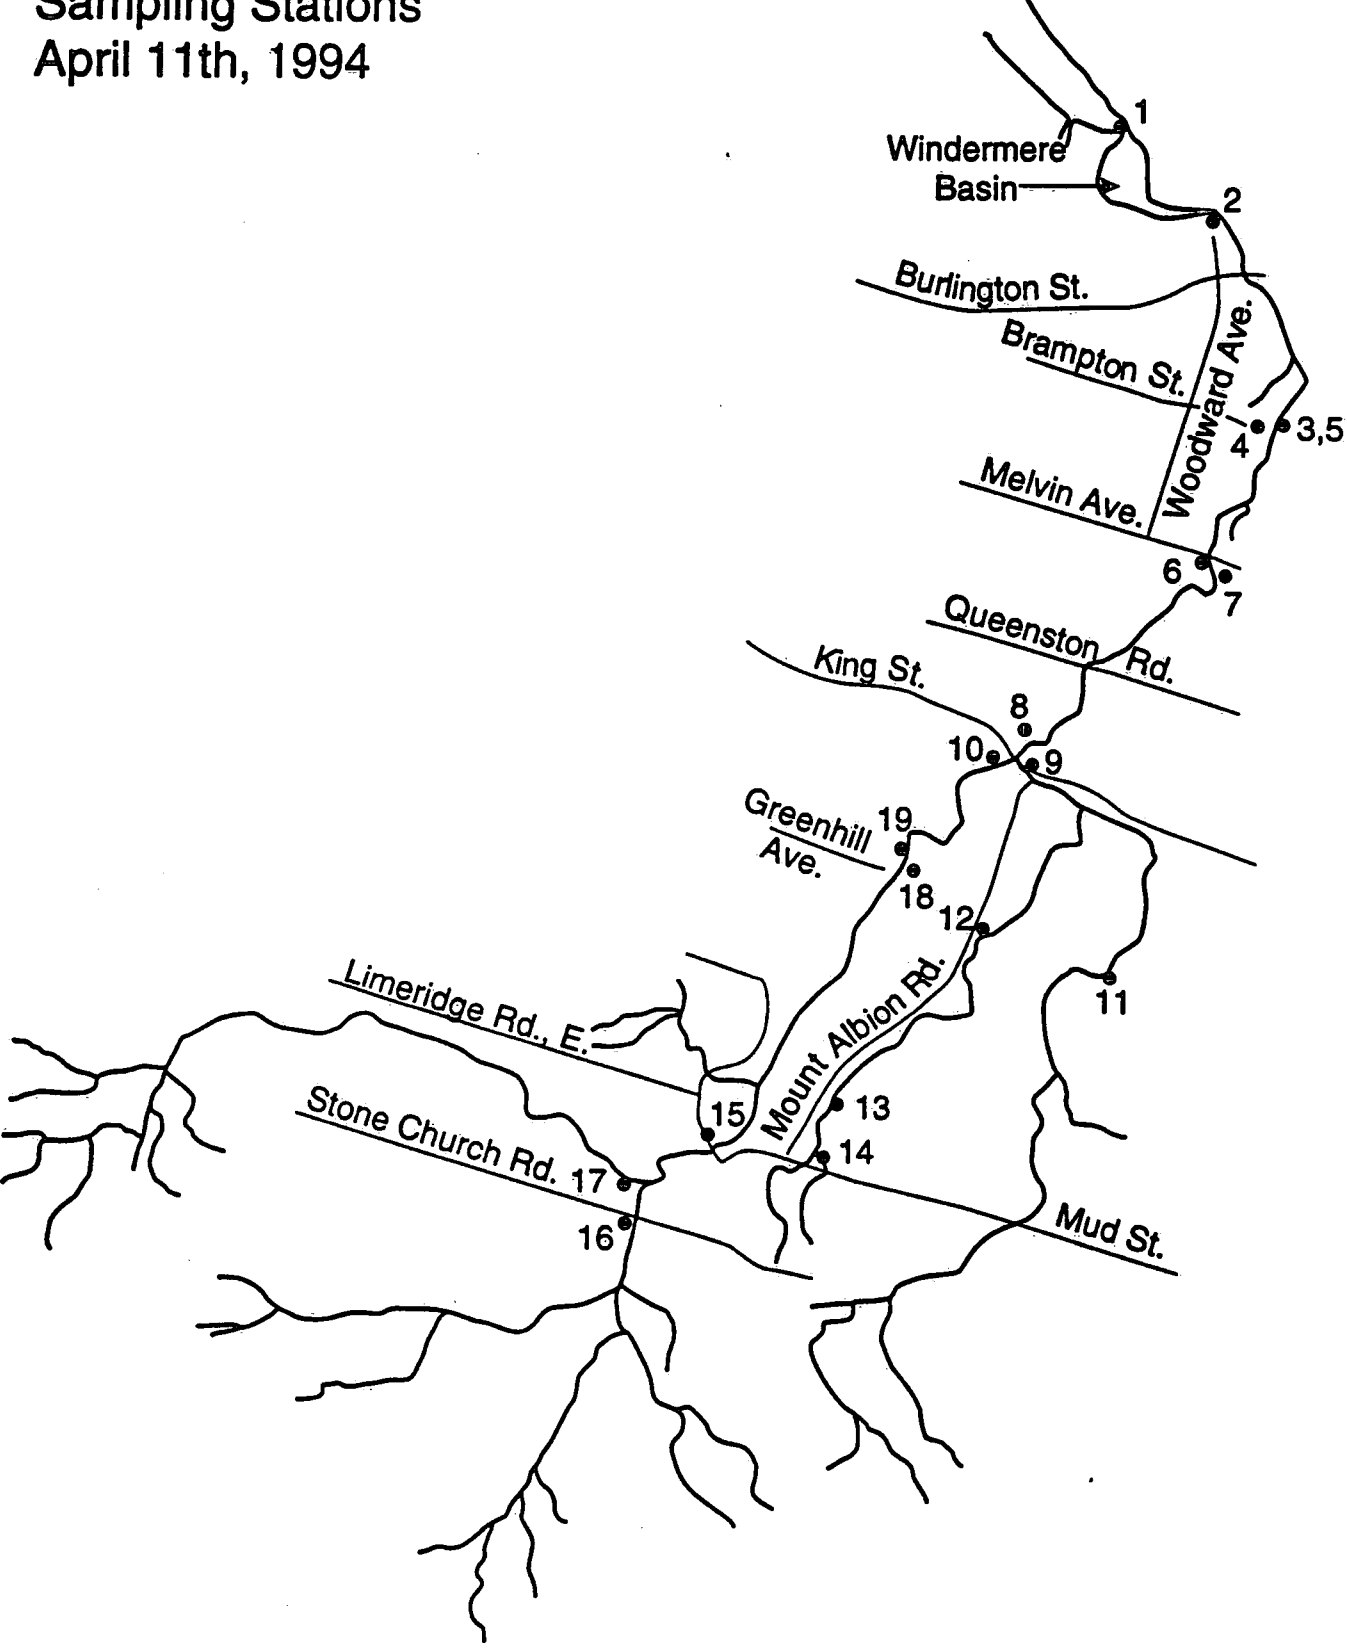 Sampling Stations
April 11th, 1994
1
Windermere
Basin
2
Burlington St.
Brampton St.
Woodward Ave.
4
3,5
Melvin Ave.
6
7
Queenston Rd.
King St.
8
10
9
Greenhill
Ave.
19
18
12
11
Limeridge Rd., E.
Mount Albion Rd.
15
13
Stone Church Rd.
14
17
16
Mud St.